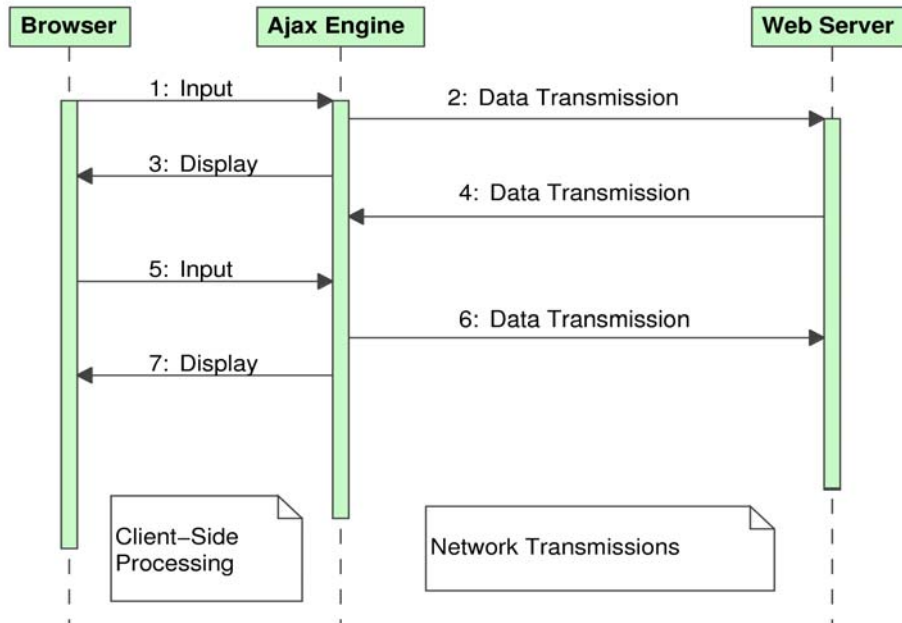 Browser
Ajax Engine
Web Server
1: Input
2: Data Transmission
3: Display
4: Data Transmission
5: Input
6: Data Transmission
7: Display
Client–Side
Processing
Network Transmissions